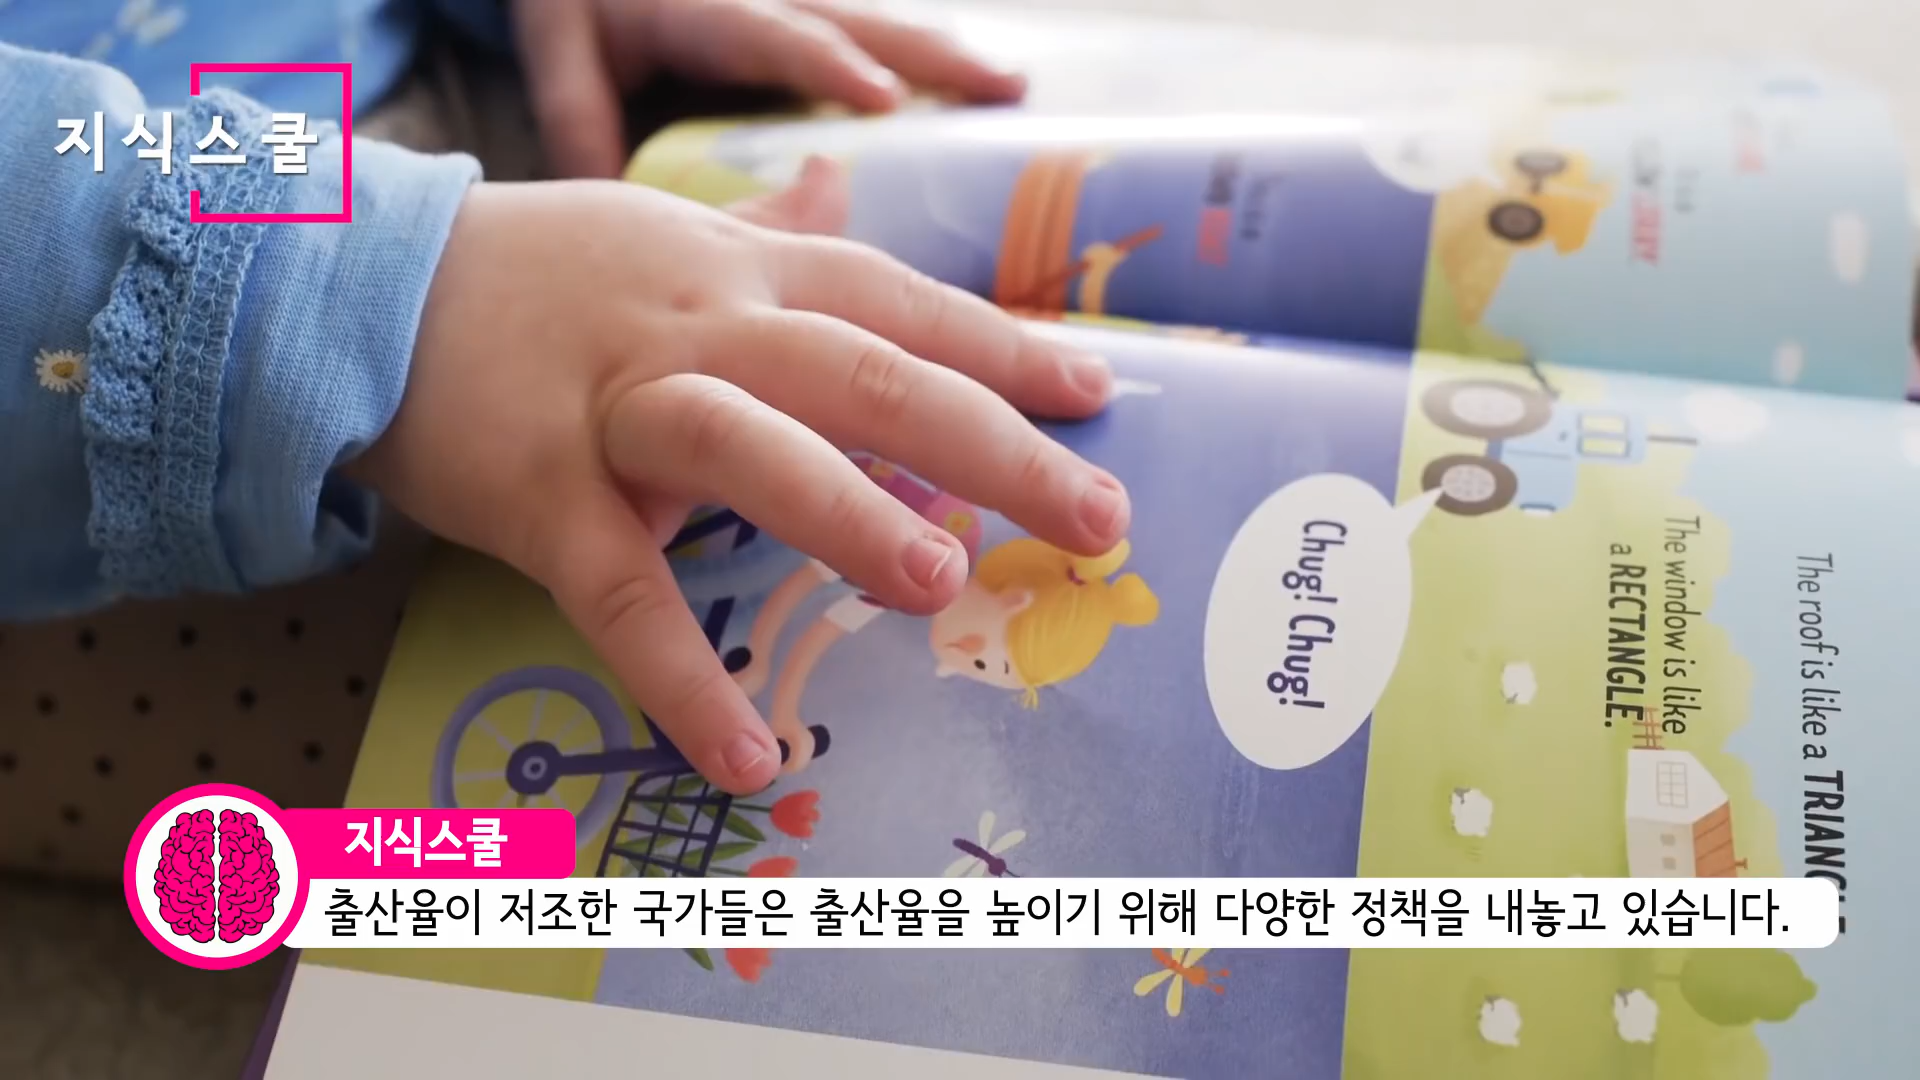 지식스쿨
Chug! Chug!
The window is like
a RECTANGLE.
The roof is like a
지식스쿨
출산율이 저조한 국가들은 출산율을 높이기 위해 다양한 정책을 내놓고 있습니다.